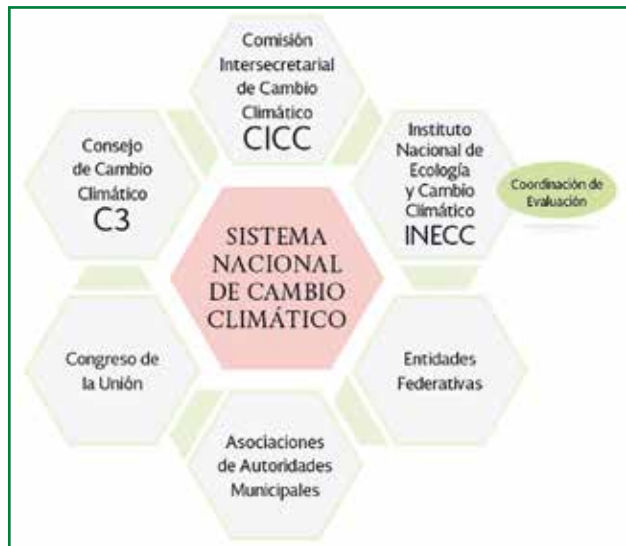 Comisión
Intersecretarial
de Cambio
Climático
CICC
Consejo
de Cambio
Climático
C3
Instituto
Nacional de
Ecología
y Cambio
Climático
INECC
Coordinación de
Evaluación
SISTEMA
NACIONAL
DE CAMBIO
CLIMÁTICO
Congreso de
la Unión
Entidades
Federativas
Asociaciones
de Autoridades
Municipales